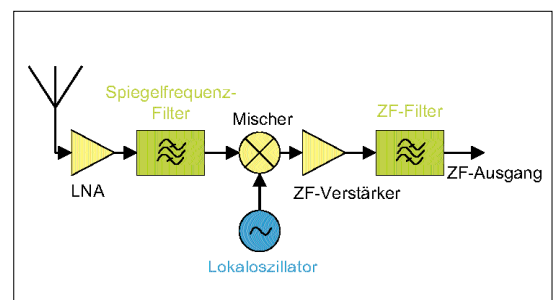 Spiegelfrequenz-
Filter
Mischer
ZF-Filter
LNA
ZF-Verstärker
ZF-Ausgang
Lokaloszillator